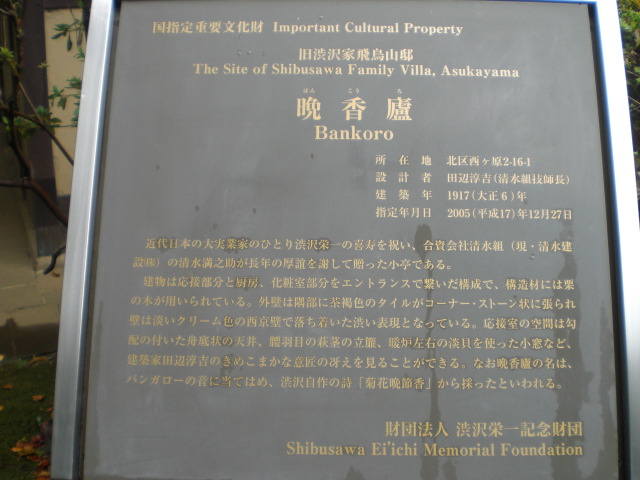 国指定重要文化財 Important Cultural Property
旧渋沢家飛鳥山邸
The Site of Shibusawa Family Villa, Asukayama
ばん こう ろ
晩香廬
Bankoro
所在地 北区西ヶ原2-16-1
設計者 田辺淳吉(清水組技師長)
建築年 1917(大正6)年
指定年月日 2005(平成17)年12月27日
近代日本の大実業家のひとり渋沢栄一の喜寿を祝い、合資会社清水組(現・清水建
設㈱)の清水満之助が長年の厚誼を謝して贈った小亭である。
建物は応接部分と厨房、化粧室部分をエントランスで繋いだ構成で、構造材には栗
の木が用いられている。外壁は隅部に茶褐色のタイルがコーナー・ストーン状に張られ
壁は淡いクリーム色の西京壁で落ち着いた渋い表現となっている。応接室の空間は勾
配の付いた舟底状の天井、腰羽目の萩茎の立簾、暖炉左右の淡貝を使った小窓など、
建築家田辺淳吉のきめこまかな意匠の冴えを見ることができる。なお晩香廬の名は、
バンガローの音に当てはめ、渋沢自作の詩「菊花晩節香」から採ったといわれる。
財団法人 渋沢栄一記念財団
Shibusawa Ei'ichi Memorial Foundation